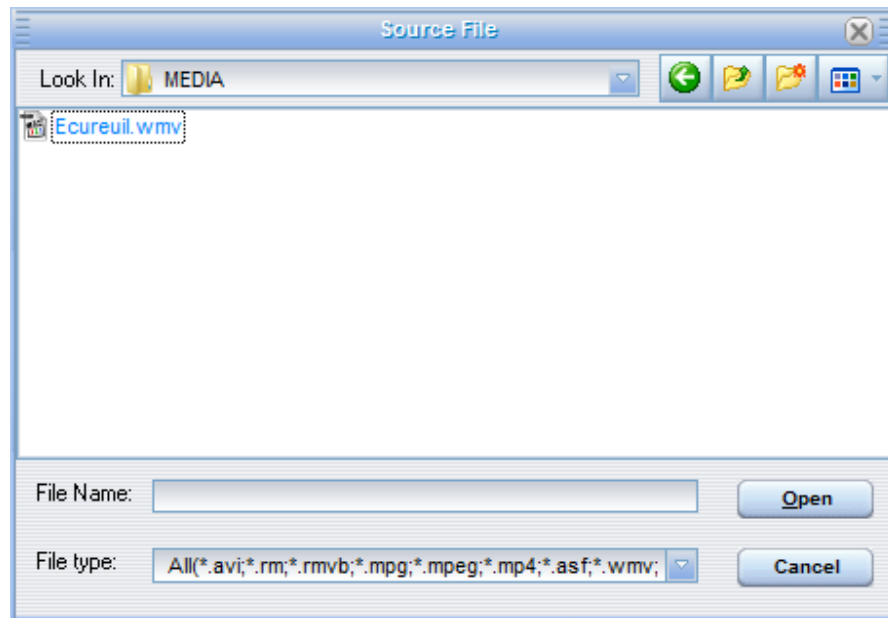 Source File
Look In: MEDIA
Ecureuil.wmv
File Name:
Open
File type: All(*.avi;*.rm;*.rmvb;*.mpg;*.mpeg;*.mp4;*.asf;*.wmv;
Cancel